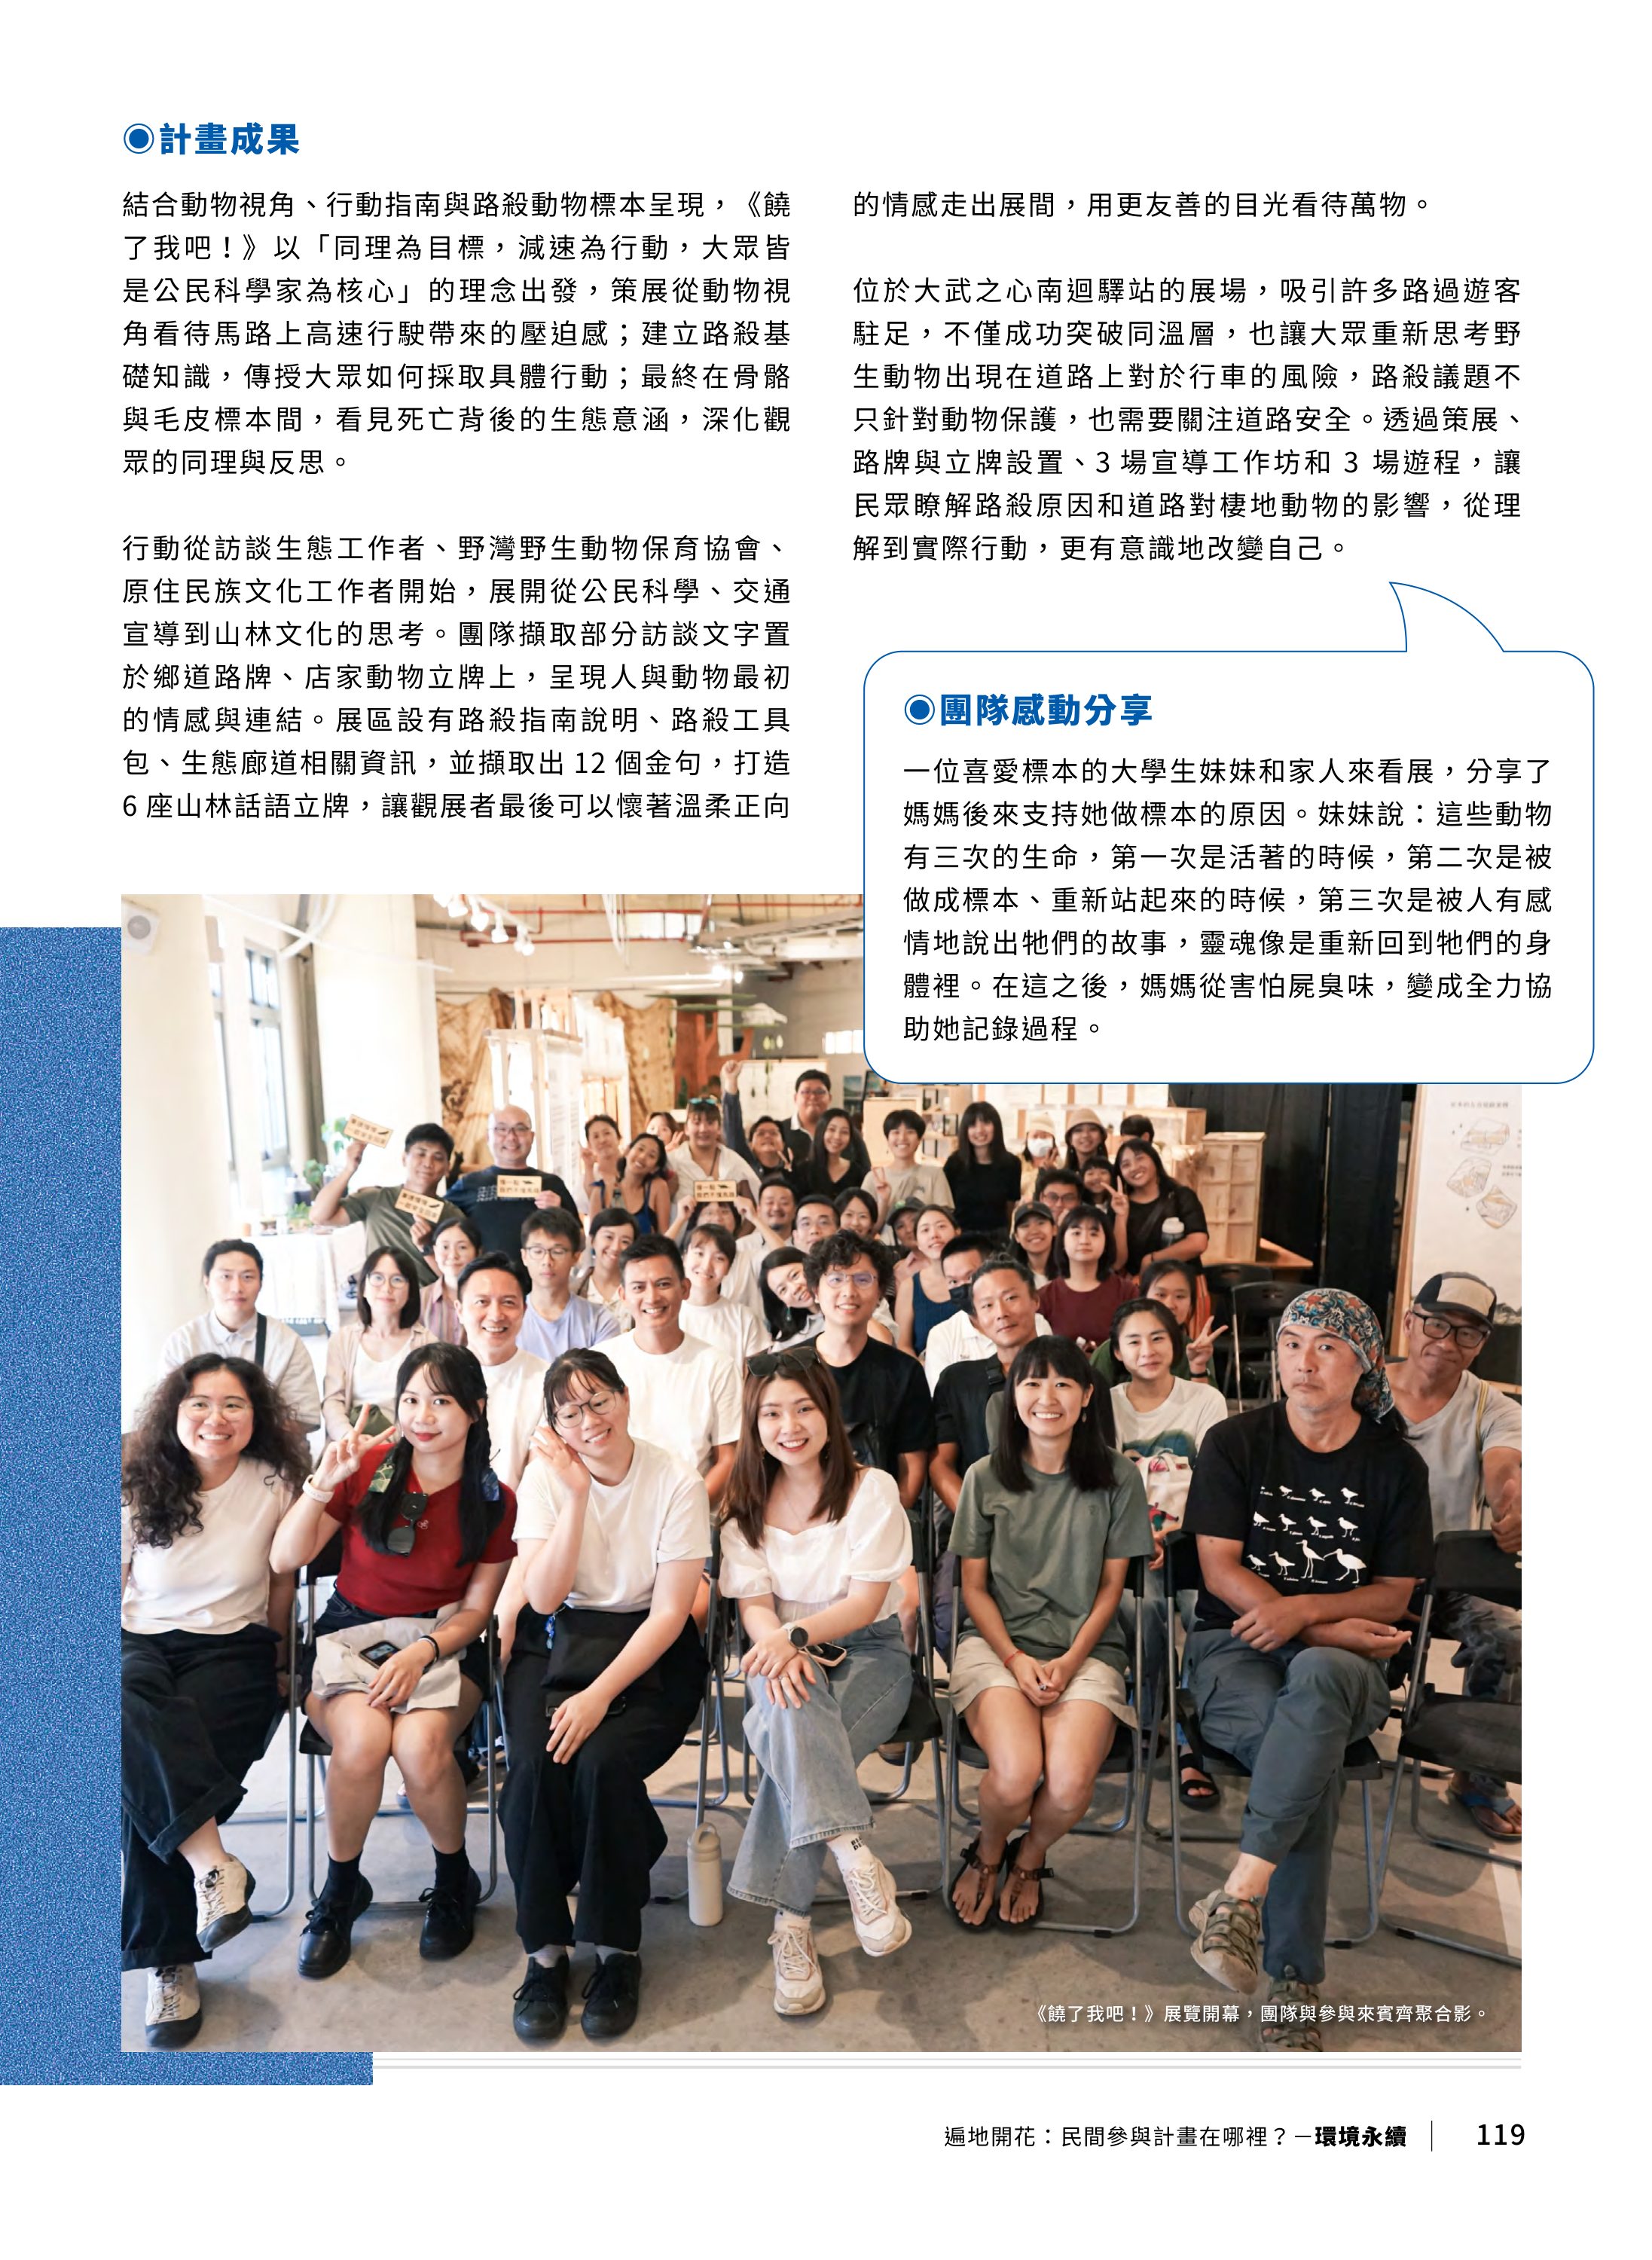 ◉計畫成果
結合動物視角、行動指南與路殺動物標本呈現，《饒
了我吧！》以「同理為目標，減速為行動，大眾皆
是公民科學家為核心」的理念出發，策展從動物視
角看待馬路上高速行駛帶來的壓迫感；建立路殺基
礎知識，傳授大眾如何採取具體行動；最終在骨骼
與毛皮標本間，看見死亡背後的生態意涵，深化觀
眾的同理與反思。
行動從訪談生態工作者、野灣野生動物保育協會、
原住民族文化工作者開始，展開從公民科學、交通
宣導到山林文化的思考。團隊擷取部分訪談文字置
於鄉道路牌、店家動物立牌上，呈現人與動物最初
的情感與連結。展區設有路殺指南說明、路殺工具
包、生態廊道相關資訊，並擷取出 12 個金句，打造
6 座山林話語立牌，讓觀展者最後可以懷著溫柔正向
的情感走出展間，用更友善的目光看待萬物。
位於大武之心南迴驛站的展場，吸引許多路過遊客
駐足，不僅成功突破同溫層，也讓大眾重新思考野
生動物出現在道路上對於行車的風險，路殺議題不
只針對動物保護，也需要關注道路安全。透過策展、
路牌與立牌設置、3 場宣導工作坊和 3 場遊程，讓
民眾瞭解路殺原因和道路對棲地動物的影響，從理
解到實際行動，更有意識地改變自己。
◉團隊感動分享
一位喜愛標本的大學生妹妹和家人來看展，分享了
媽媽後來支持她做標本的原因。妹妹說：這些動物
有三次的生命，第一次是活著的時候，第二次是被
做成標本、重新站起來的時候，第三次是被人有感
情地說出牠們的故事，靈魂像是重新回到牠們的身
體裡。在這之後，媽媽從害怕屍臭味，變成全力協
助她記錄過程。
《饒了我吧！》展覽開幕，團隊與參與來賓齊聚合影。
遍地開花：民間參與計畫在哪裡？－環境永續 119